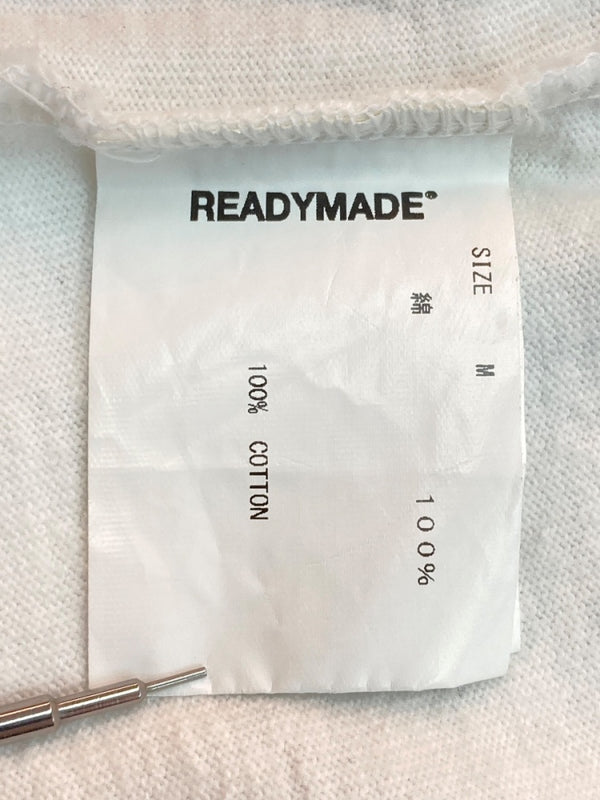 READYMADE®
SIZE M
綿 100%
100% COTTON